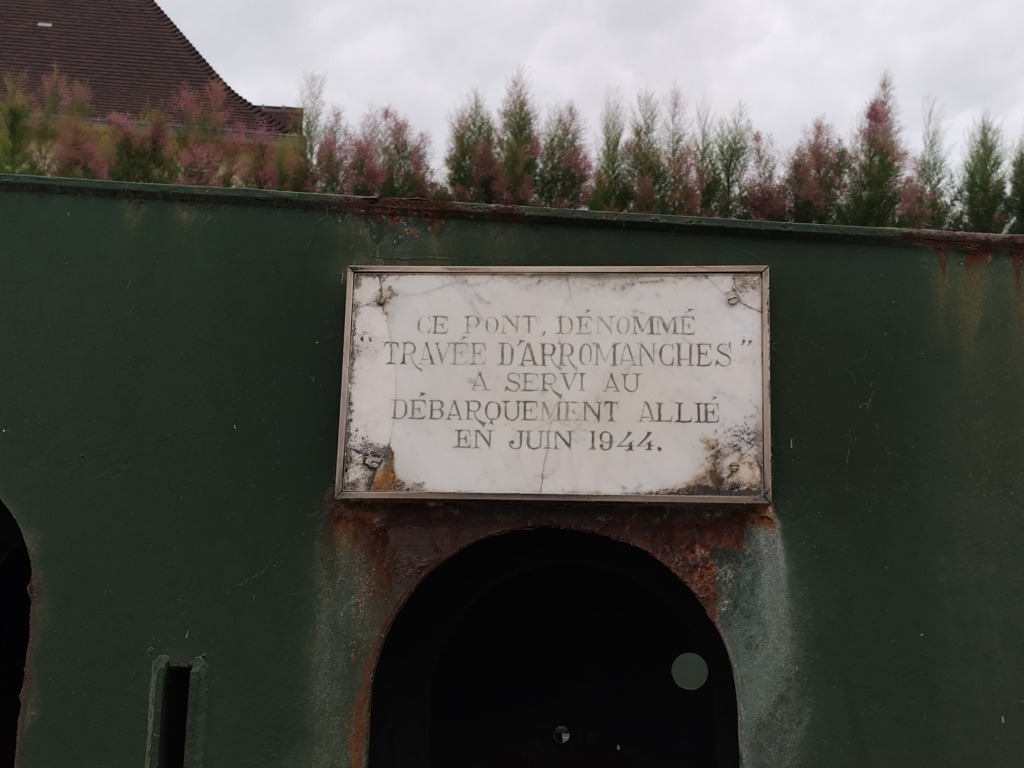 CE PONT, DÉNOMMÉ
"TRAVÉE D'ARROMANCHES"
A SERVI AU
DÉBARQUEMENT ALLIÉ
EN JUIN 1944.